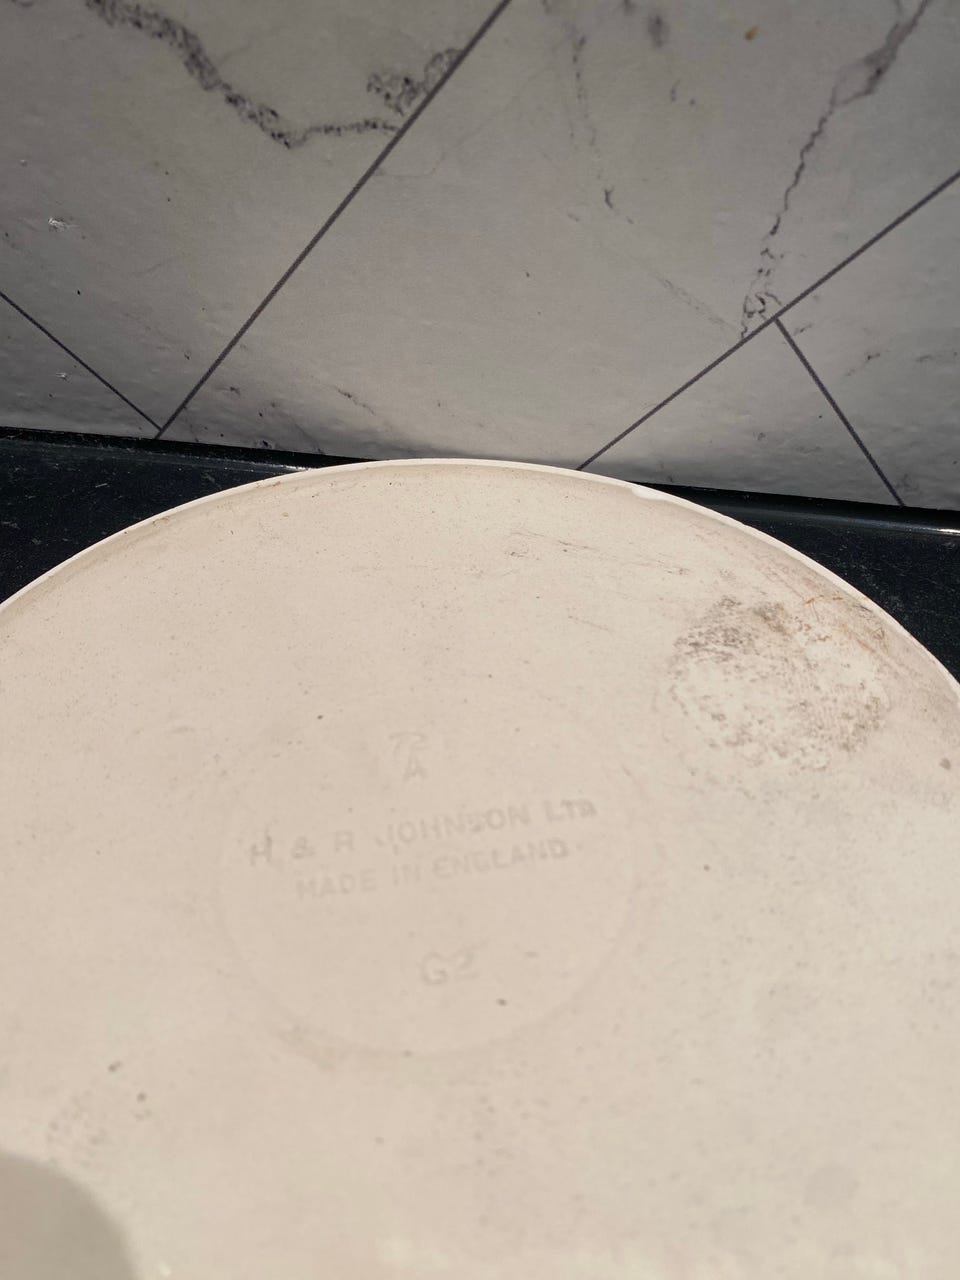 A
H & R JOHNSON LTD
MADE IN ENGLAND
G2